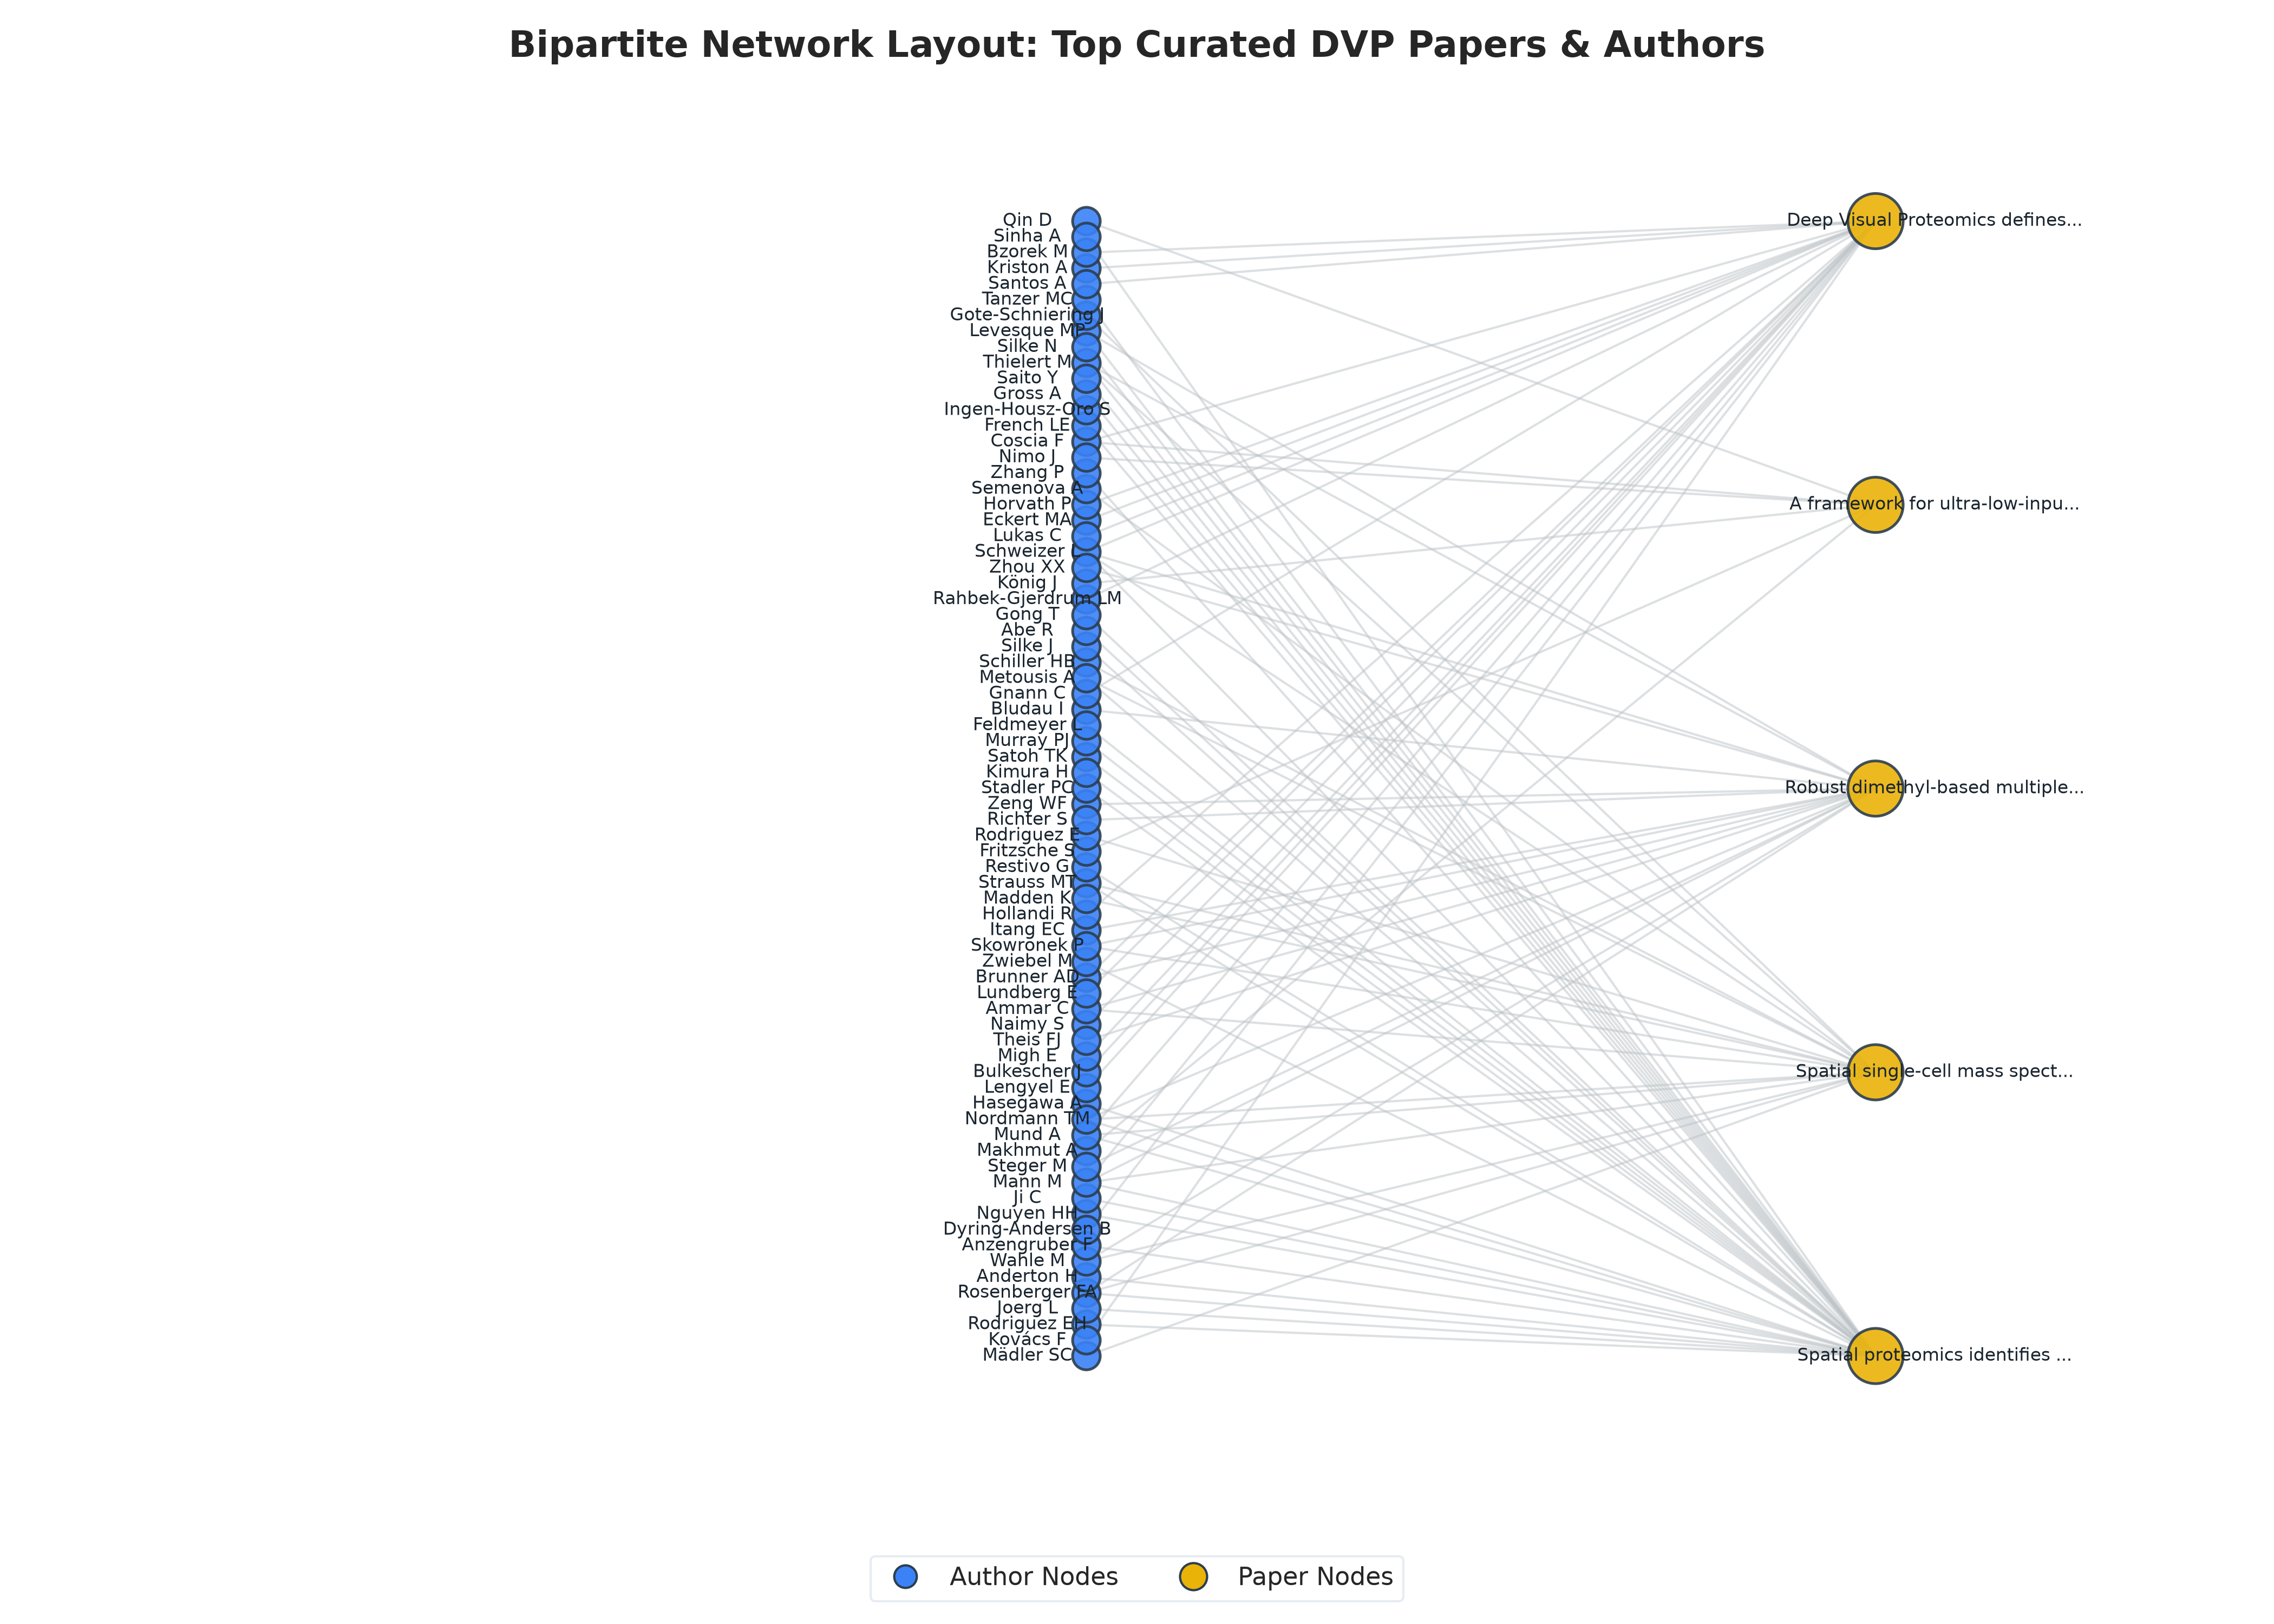 Bipartite Network Layout: Top Curated DVP Papers & Authors
Qin D
Sinha A
Bzorek M
Kriston A
Santos A
Tanzer MC
Gote-Schniering J
Levesque MP
Silke N
Thielert M
Saito Y
Gross A
Ingen-Housz-Oro S
French LE
Coscia F
Nimo J
Zhang P
Semenova A
Horvath P
Eckert MA
Lukas C
Schweizer L
Zhou XX
König J
Rahbek-Gjerdrum LM
Gong T
Abe R
Silke J
Schiller HB
Metousis A
Gnann C
Bludau I
Feldmeyer L
Murray PJ
Satoh TK
Kimura H
Stadler PC
Zeng WF
Richter S
Rodriguez E
Fritzsche S
Restivo G
Strauss MT
Madden K
Hollandi R
Itang EC
Skowronek P
Zwiebel M
Brunner AD
Lundberg E
Ammar C
Naimy S
Theis FJ
Migh E
Bulkescher J
Lengyel E
Hasegawa A
Nordmann TM
Mund A
Makhmut A
Steger M
Mann M
Ji C
Nguyen HH
Dyring-Andersen B
Anzengruber F
Wahle M
Anderton H
Rosenberger FA
Joerg L
Rodriguez EH
Kovács F
Mädler SC
Deep Visual Proteomics defines...
A framework for ultra-low-inpu...
Robust dimethyl-based multiple...
Spatial single-cell mass spect...
Spatial proteomics identifies ...
Author Nodes
Paper Nodes